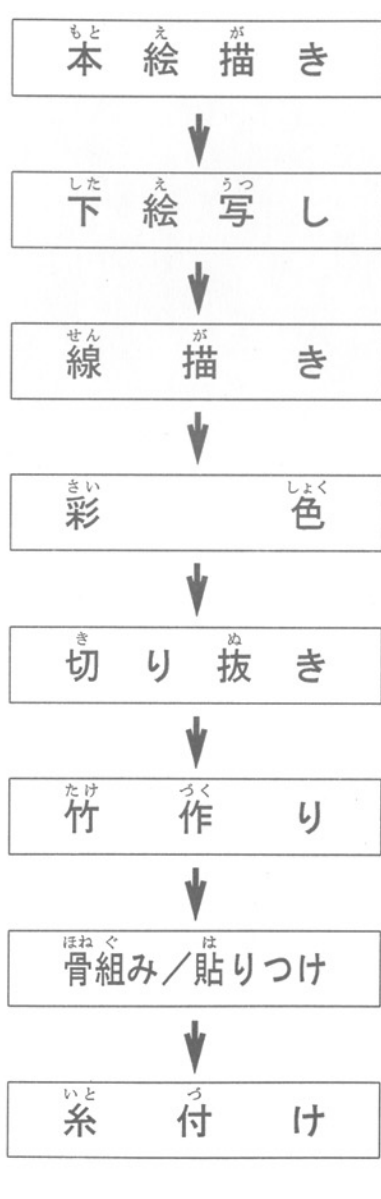 本絵描き
下絵写し
線描き
彩色
切り抜き
竹作り
骨組み／貼りつけ
糸付け